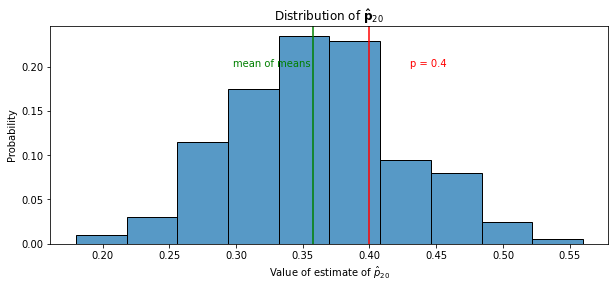 Distribution of p̂₂₀
0.20
0.15
0.10
0.05
0.00
Probability
mean of means
p = 0.4
0.20 0.25 0.30 0.35 0.40 0.45 0.50 0.55
Value of estimate of p̂₂₀